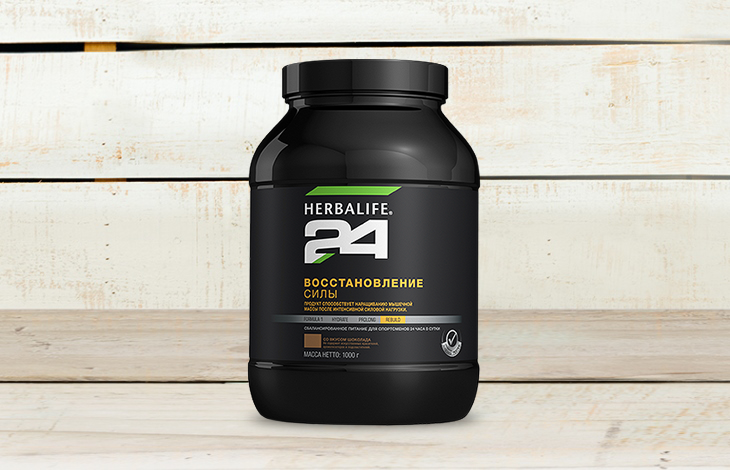 HERBALIFE®
24
ВОССТАНОВЛЕНИЕ
СИЛЫ
ПРОДУКТ СПОСОБСТВУЕТ НАРАЩИВАНИЮ МЫШЕЧНОЙ
МАССЫ ПОСЛЕ ИНТЕНСИВНОЙ СИЛОВОЙ НАГРУЗКИ.
FORMULA 1 HYDRATE PROLONG REBUILD
СБАЛАНСИРОВАННОЕ ПИТАНИЕ ДЛЯ СПОРТСМЕНОВ 24 ЧАСА В СУТКИ
СО ВКУСОМ ШОКОЛАДА
МАССА НЕТТО: 1000 г